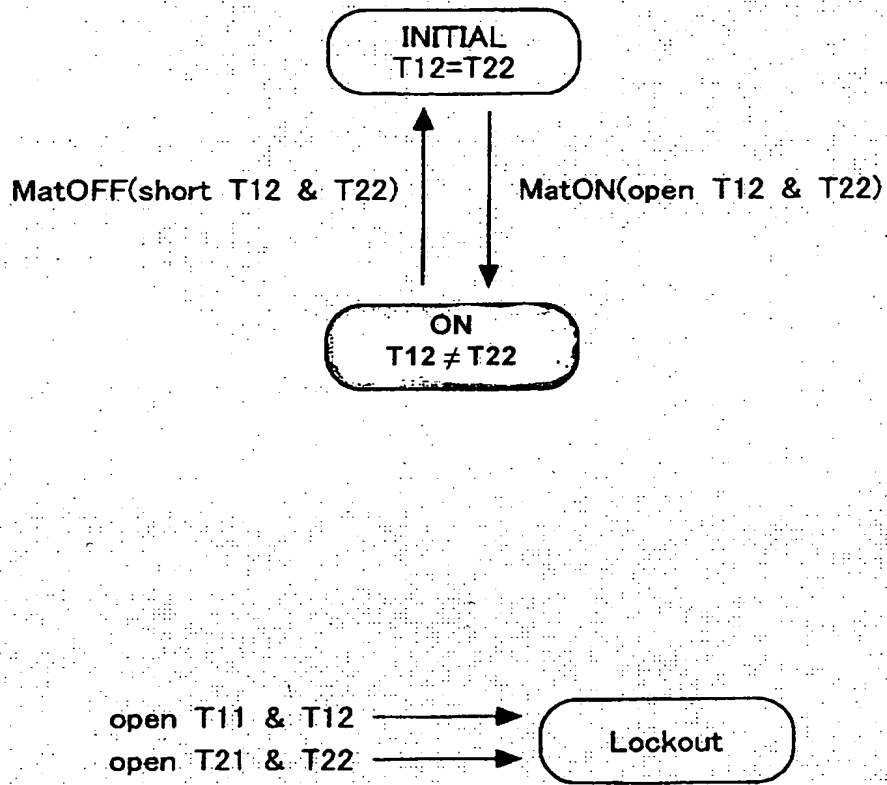 INITIAL
T12=T22
MatOFF(short T12 & T22)
MatON(open T12 & T22)
ON
T12 ≠ T22
open T11 & T12
open T21 & T22
Lockout